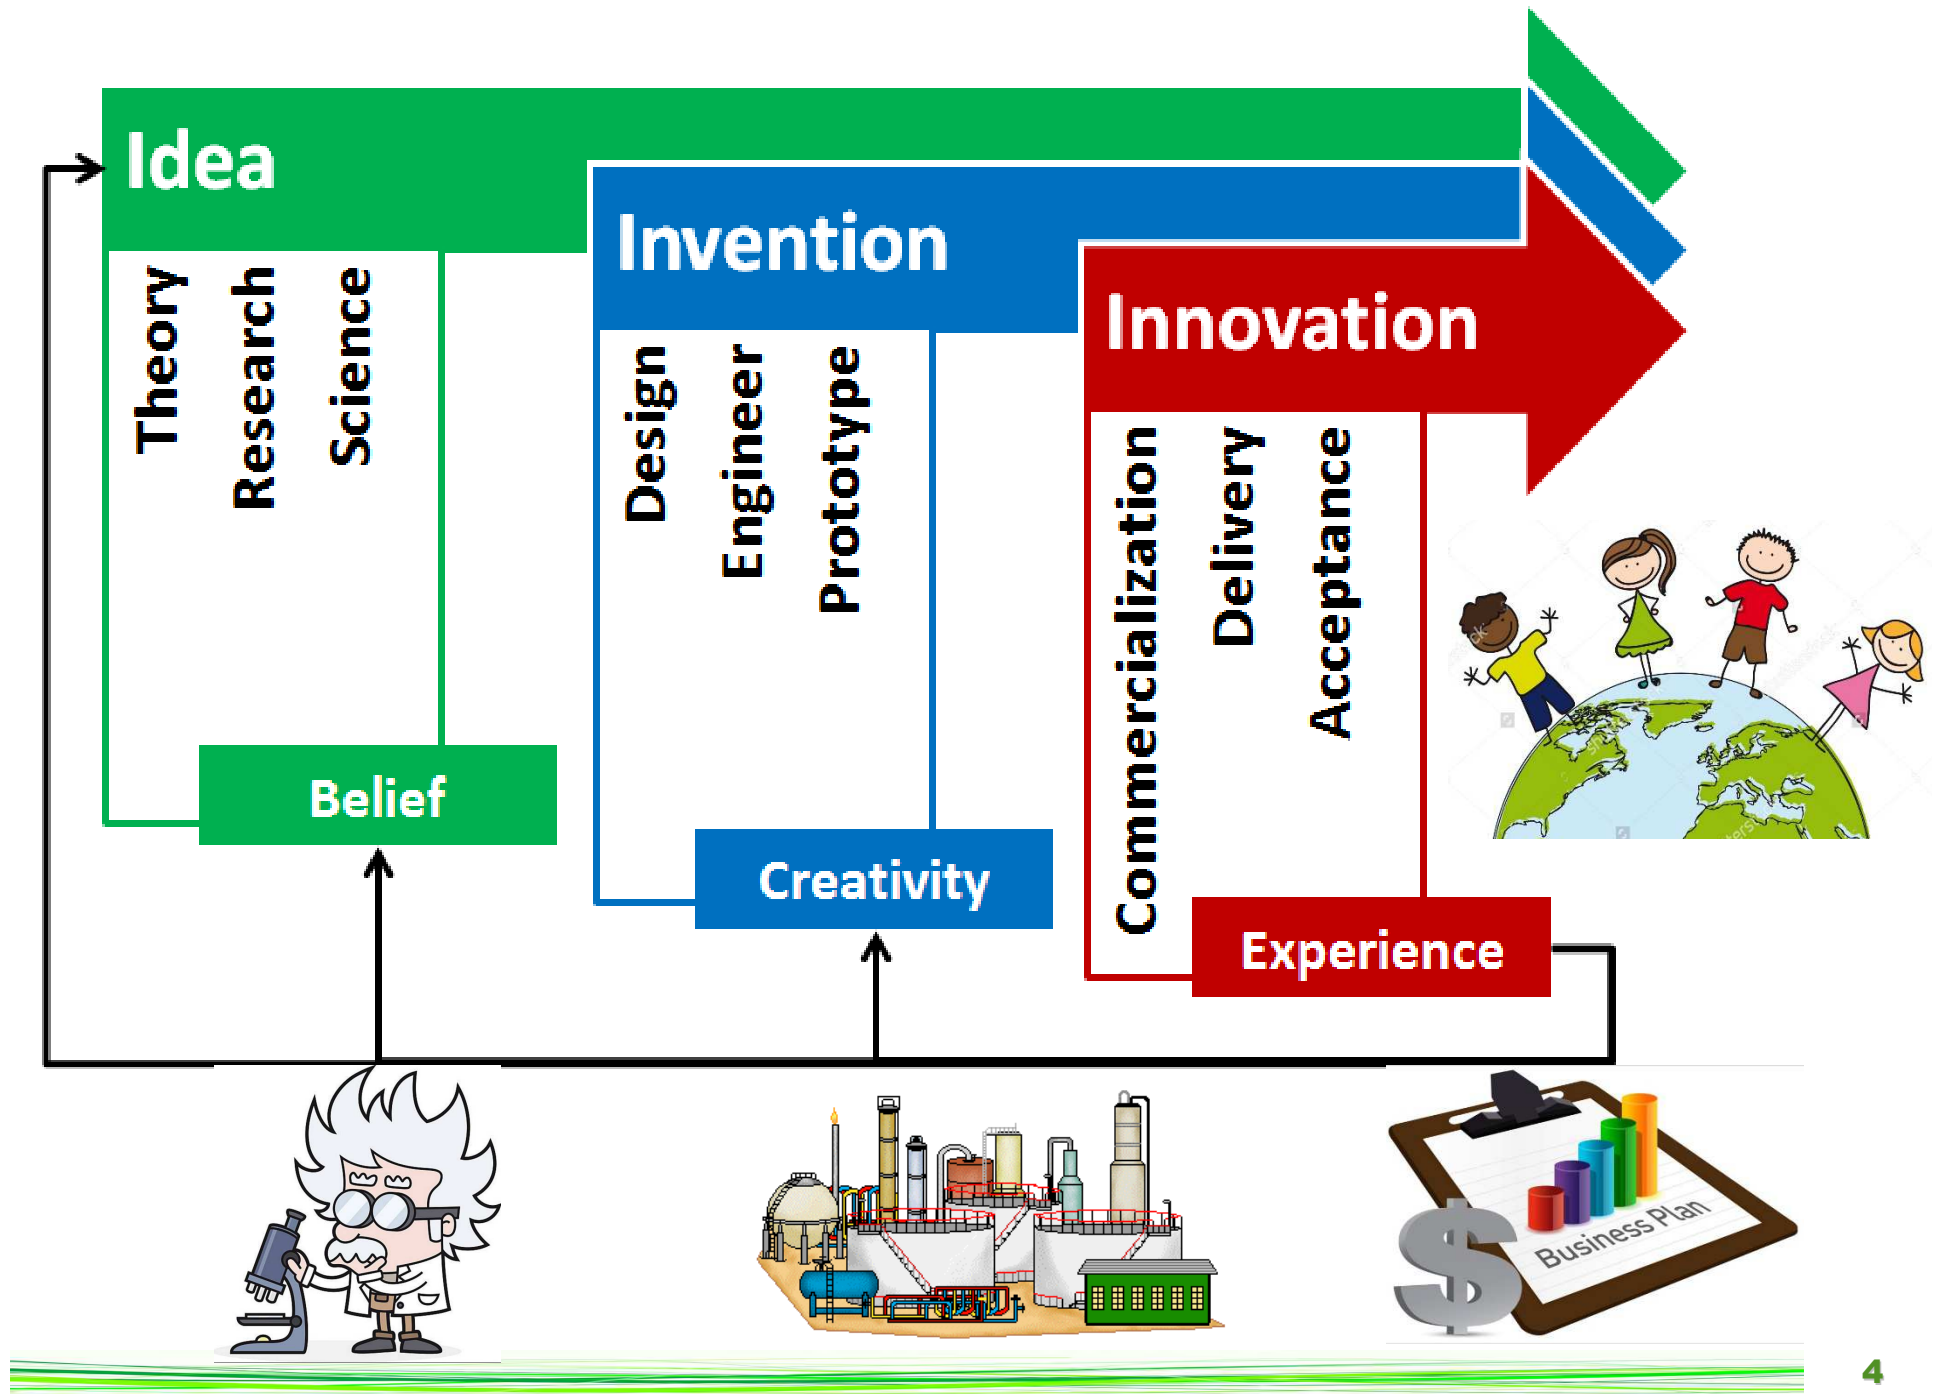 Idea
Theory
Research
Science
Belief
Invention
Design
Engineer
Prototype
Creativity
Innovation
Commercialization
Delivery
Acceptance
Experience
Business Plan
$
4